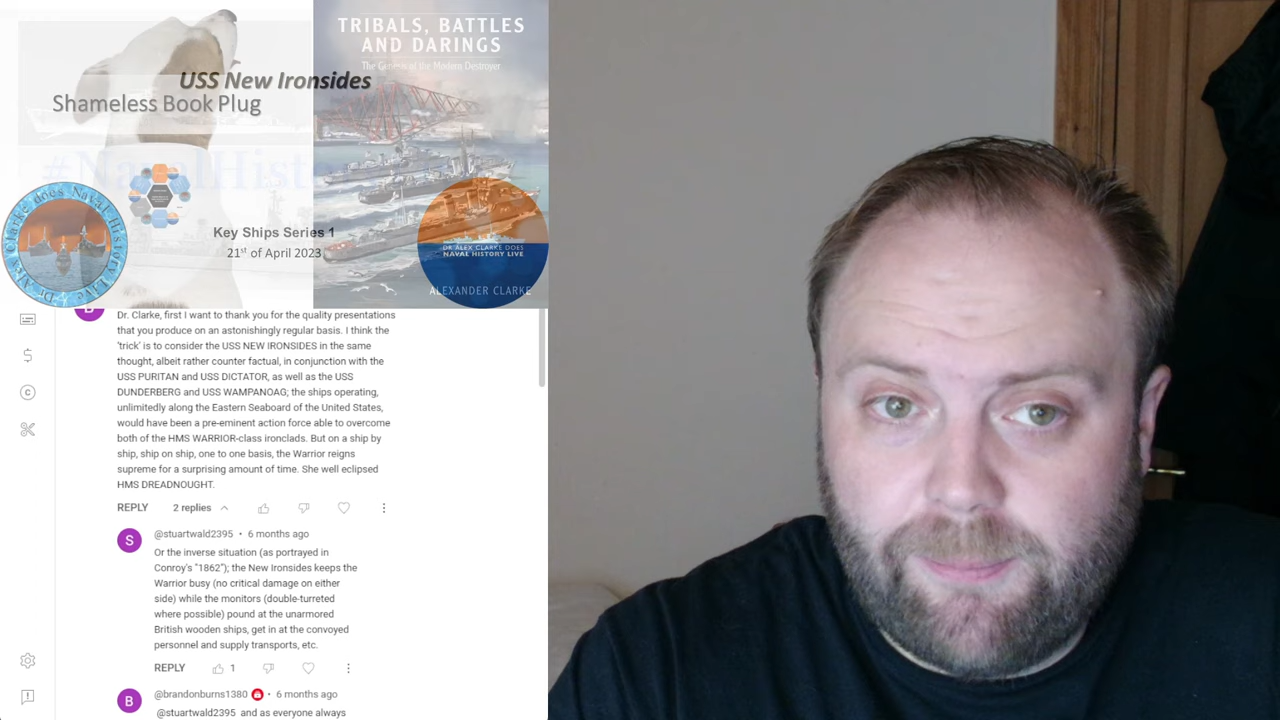 TRIBALS, BATTLES
AND DARINGS
The Genesis of the Modern Destroyer
USS New Ironsides
Shameless Book Plug
#NavalHist
Dr Alex Clarke does Naval History Live
Key Ships Series 1
21st of April 2023
DR ALEX CLARKE DOES
NAVAL HISTORY LIVE
ALEXANDER CLARKE
Dr. Clarke, first I want to thank you for the quality presentations
that you produce on an astonishingly regular basis. I think the
'trick' is to consider the USS NEW IRONSIDES in the same
thought, albeit rather counter factual, in conjunction with the
USS PURITAN and USS DICTATOR, as well as the USS
DUNDERBERG and USS WAMPANOAG; the ships operating,
unlimitedly along the Eastern Seaboard of the United States,
would have been a pre-eminent action force able to overcome
both of the HMS WARRIOR-class ironclads. But on a ship by
ship, ship on ship, one to one basis, the Warrior reigns
supreme for a surprising amount of time. She well eclipsed
HMS DREADNOUGHT.
REPLY 2 replies
S
@stuartwald2395 • 6 months ago
Or the inverse situation (as portrayed in
Conroy's "1862"); the New Ironsides keeps the
Warrior busy (no critical damage on either
side) while the monitors (double-turreted
where possible) pound at the unarmored
British wooden ships, get in at the convoyed
personnel and supply transports, etc.
REPLY 1
B
@brandonburns1380 • 6 months ago
@stuartwald2395 and as everyone always